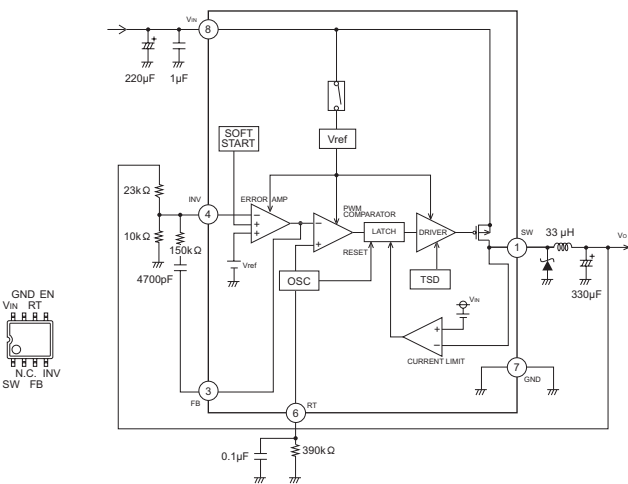 VIN
8
220μF
1μF
SOFT
START
Vref
23kΩ
INV
4
ERROR AMP
PWM
COMPARATOR
LATCH
DRIVER
SW
1
33 μH
VO
10kΩ
150kΩ
RESET
330μF
4700pF
Vref
OSC
TSD
VIN
CURRENT LIMIT
GND EN
VIN RT
N.C. INV
SW FB
3
FB
7
GND
6
RT
0.1μF
390kΩ